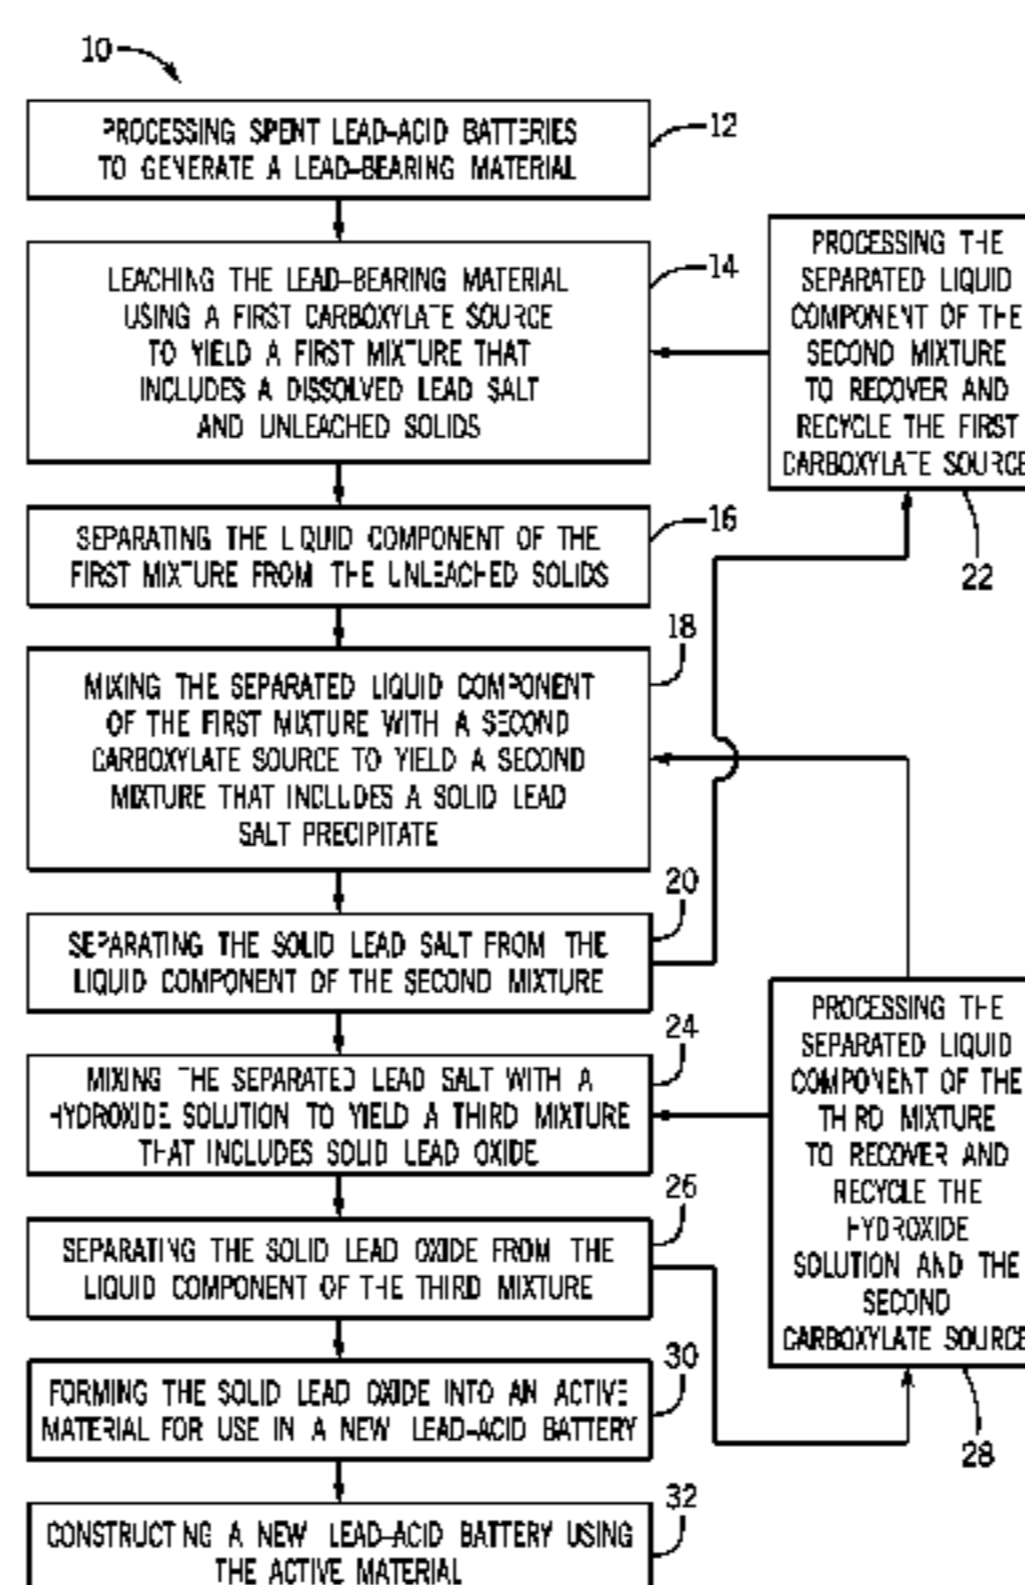 10
PROCESSING SPENT LEAD-ACID BATTERIES
TO GENERATE A LEAD-BEARING MATERIAL
12
LEACHING THE LEAD-BEARING MATERIAL
USING A FIRST CARBOXYLATE SOURCE
TO YIELD A FIRST MIXTURE THAT
INCLUDES A DISSOLVED LEAD SALT
AND UNLEACHED SOLIDS
14
PROCESSING THE
SEPARATED LIQUID
COMPONENT OF THE
SECOND MIXTURE
TO RECOVER AND
RECYCLE THE FIRST
CARBOXYLATE SOURCE
22
SEPARATING THE LIQUID COMPONENT OF THE
FIRST MIXTURE FROM THE UNLEACHED SOLIDS
16
MIXING THE SEPARATED LIQUID COMPONENT
OF THE FIRST MIXTURE WITH A SECOND
CARBOXYLATE SOURCE TO YIELD A SECOND
MIXTURE THAT INCLUDES A SOLID LEAD
SALT PRECIPITATE
18
SEPARATING THE SOLID LEAD SALT FROM THE
LIQUID COMPONENT OF THE SECOND MIXTURE
20
MIXING THE SEPARATED LEAD SALT WITH A
HYDROXIDE SOLUTION TO YIELD A THIRD MIXTURE
THAT INCLUDES SOLID LEAD OXIDE
24
SEPARATING THE SOLID LEAD OXIDE FROM THE
LIQUID COMPONENT OF THE THIRD MIXTURE
26
PROCESSING THE
SEPARATED LIQUID
COMPONENT OF THE
THIRD MIXTURE
TO RECOVER AND
RECYCLE THE
HYDROXIDE
SOLUTION AND THE
SECOND
CARBOXYLATE SOURCE
28
FORMING THE SOLID LEAD OXIDE INTO AN ACTIVE
MATERIAL FOR USE IN A NEW LEAD-ACID BATTERY
30
CONSTRUCTING A NEW LEAD-ACID BATTERY USING
THE ACTIVE MATERIAL
32